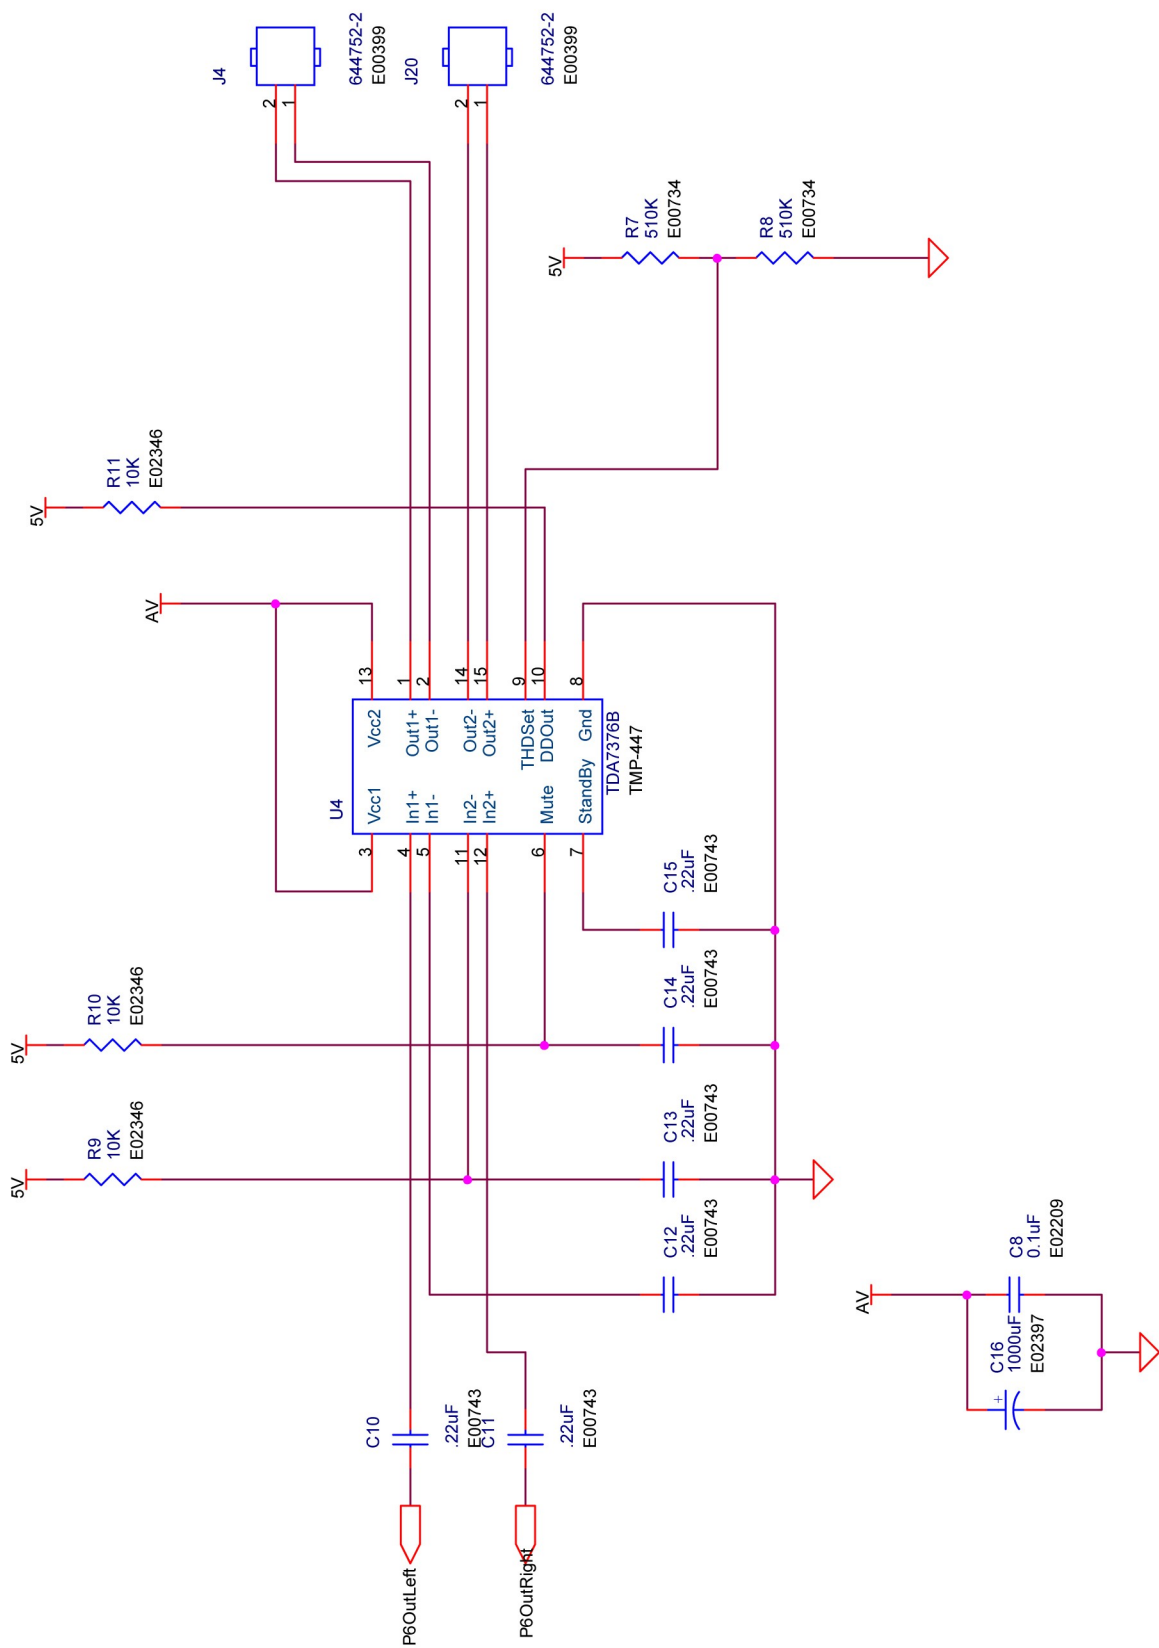 J4
2
1
644752-2
E00399
J20
2
1
644752-2
E00399
5V
R7
510K
E00734
R8
510K
E00734
5V
R11
10K
E02346
AV
13
1
2
14
15
9
10
8
U4
Vcc1
Vcc2
In1+
Out1+
In1-
Out1-
In2-
Out2-
In2+
Out2+
THDSet
Mute
DDOut
StandBy
Gnd
TDA7376B
TMP-447
3
4
5
11
12
6
7
5V
R10
10K
E02346
5V
R9
10K
E02346
C15
.22uF
E00743
C14
.22uF
E00743
C13
.22uF
E00743
C12
.22uF
E00743
C10
.22uF
E00743
C11
.22uF
E00743
P6OutLeft
P6OutRight
AV
C8
0.1uF
E02209
C16
1000uF
E02397
+